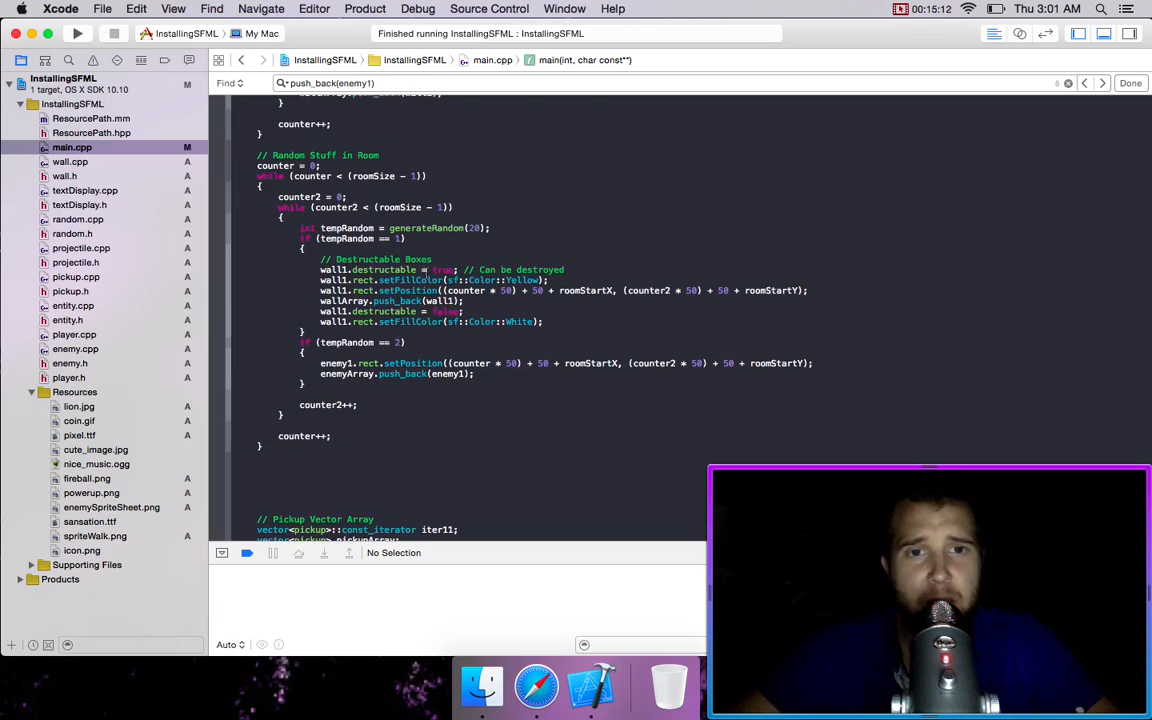 Xcode File Edit View Find Navigate Editor Product Debug Source Control Window Help 00:15:12 Thu AM 3:01 AM
InstallingSFML My Mac Finished running InstallingSFML : InstallingSFML
InstallingSFML InstallingSFML main.cpp main(int, char const**)
InstallingSFML M
1 target, OS X SDK 10.10
Find push_back(enemy1) 6 Done
InstallingSFML
ResourcePath.mm
ResourcePath.hpp
main.cpp M
wall.cpp A
wall.h A
textDisplay.cpp A
textDisplay.h A
random.cpp A
random.h A
projectile.cpp A
projectile.h A
pickup.cpp A
pickup.h A
entity.cpp A
entity.h A
player.cpp A
enemy.cpp A
enemy.h A
player.h A
Resources
lion.jpg A
coin.gif A
pixel.ttf A
cute_image.jpg
nice_music.ogg
fireball.png A
powerup.png A
enemySpriteSheet.png A
sansation.ttf
spriteWalk.png A
icon.png
Supporting Files
Products
}
counter++;
}
// Random Stuff in Room
counter = 0;
while (counter < (roomSize - 1))
{
counter2 = 0;
while (counter2 < (roomSize - 1))
{
int tempRandom = generateRandom(20);
if (tempRandom == 1)
{
// Destructable Boxes
wall1.destructable = true; // Can be destroyed
wall1.rect.setFillColor(sf::Color::Yellow);
wall1.rect.setPosition((counter * 50) + 50 + roomStartX, (counter2 * 50) + 50 + roomStartY);
wallArray.push_back(wall1);
wall1.destructable = false;
wall1.rect.setFillColor(sf::Color::White);
}
if (tempRandom == 2)
{
enemy1.rect.setPosition((counter * 50) + 50 + roomStartX, (counter2 * 50) + 50 + roomStartY);
enemyArray.push_back(enemy1);
}
counter2++;
}
counter++;
}
// Pickup Vector Array
vector<pickup>::const_iterator iter11;
vector<pickup> pickupArray;
No Selection
Auto